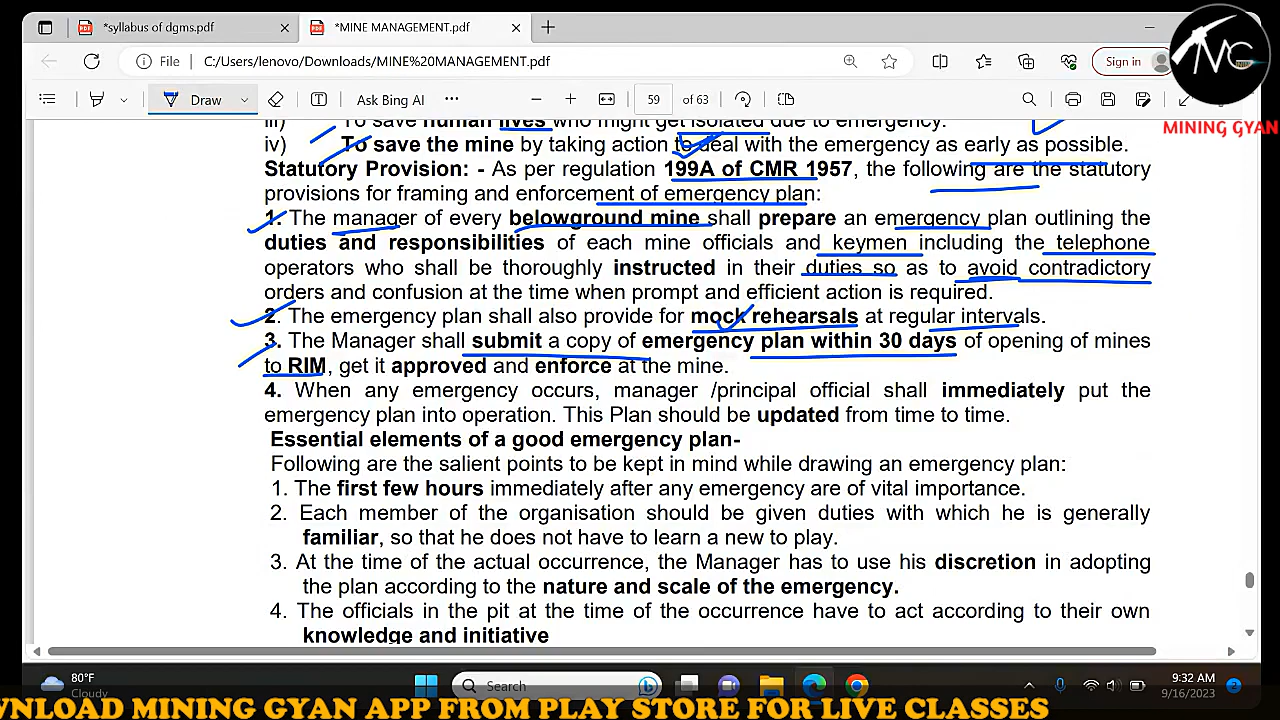 *syllabus of dgms.pdf
*MINE MANAGEMENT.pdf
File C:/Users/lenovo/Downloads/MINE%20MANAGEMENT.pdf
Sign in
Draw
Ask Bing AI
59 of 63
MC
MINING GYAN
iii) To save human lives who might get isolated due to emergency.
iv) To save the mine by taking action to deal with the emergency as early as possible.
Statutory Provision: - As per regulation 199A of CMR 1957, the following are the statutory
provisions for framing and enforcement of emergency plan:
1. The manager of every belowground mine shall prepare an emergency plan outlining the
duties and responsibilities of each mine officials and keymen including the telephone
operators who shall be thoroughly instructed in their duties so as to avoid contradictory
orders and confusion at the time when prompt and efficient action is required.
2. The emergency plan shall also provide for mock rehearsals at regular intervals.
3. The Manager shall submit a copy of emergency plan within 30 days of opening of mines
to RIM, get it approved and enforce at the mine.
4. When any emergency occurs, manager /principal official shall immediately put the
emergency plan into operation. This Plan should be updated from time to time.
Essential elements of a good emergency plan-
Following are the salient points to be kept in mind while drawing an emergency plan:
1. The first few hours immediately after any emergency are of vital importance.
2. Each member of the organisation should be given duties with which he is generally
familiar, so that he does not have to learn a new to play.
3. At the time of the actual occurrence, the Manager has to use his discretion in adopting
the plan according to the nature and scale of the emergency.
4. The officials in the pit at the time of the occurrence have to act according to their own
knowledge and initiative
80°F
Cloudy
Search
9:32 AM
9/16/2023
2
WNLOAD MINING GYAN APP FROM PLAY STORE FOR LIVE CLASSES